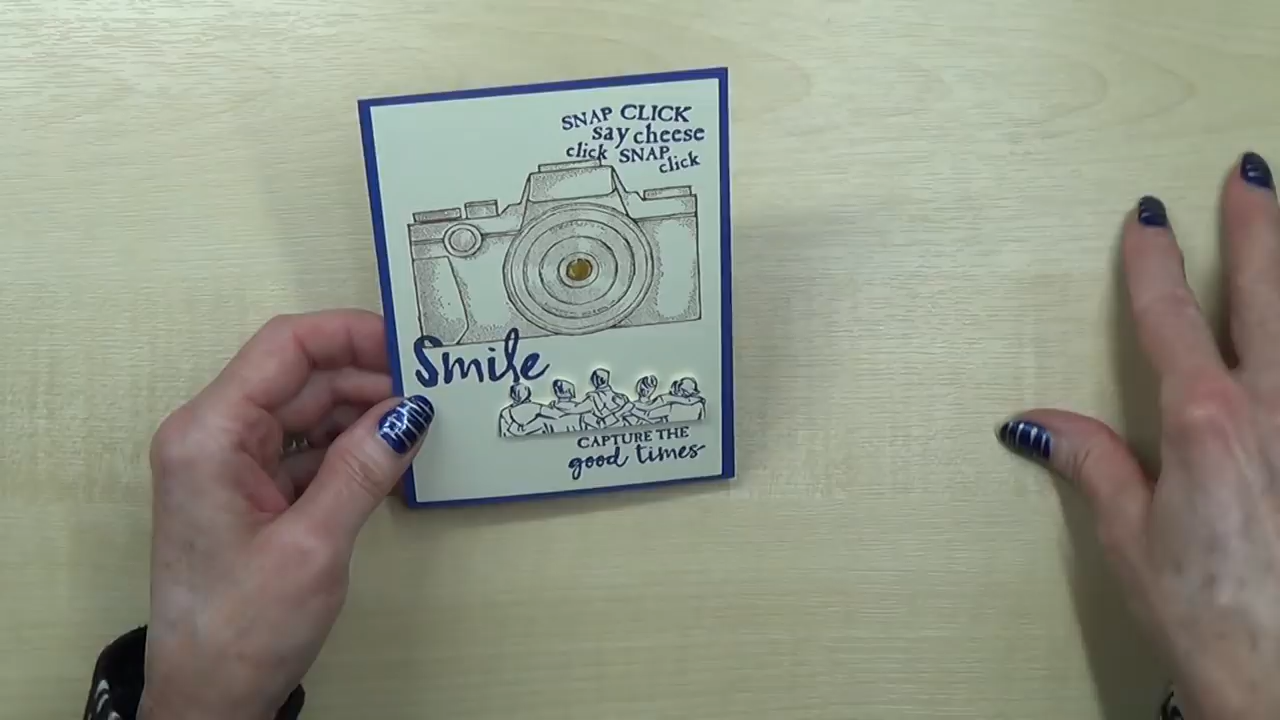 SNAP CLICK
say cheese
click SNAP
click
Smile
CAPTURE THE
good times